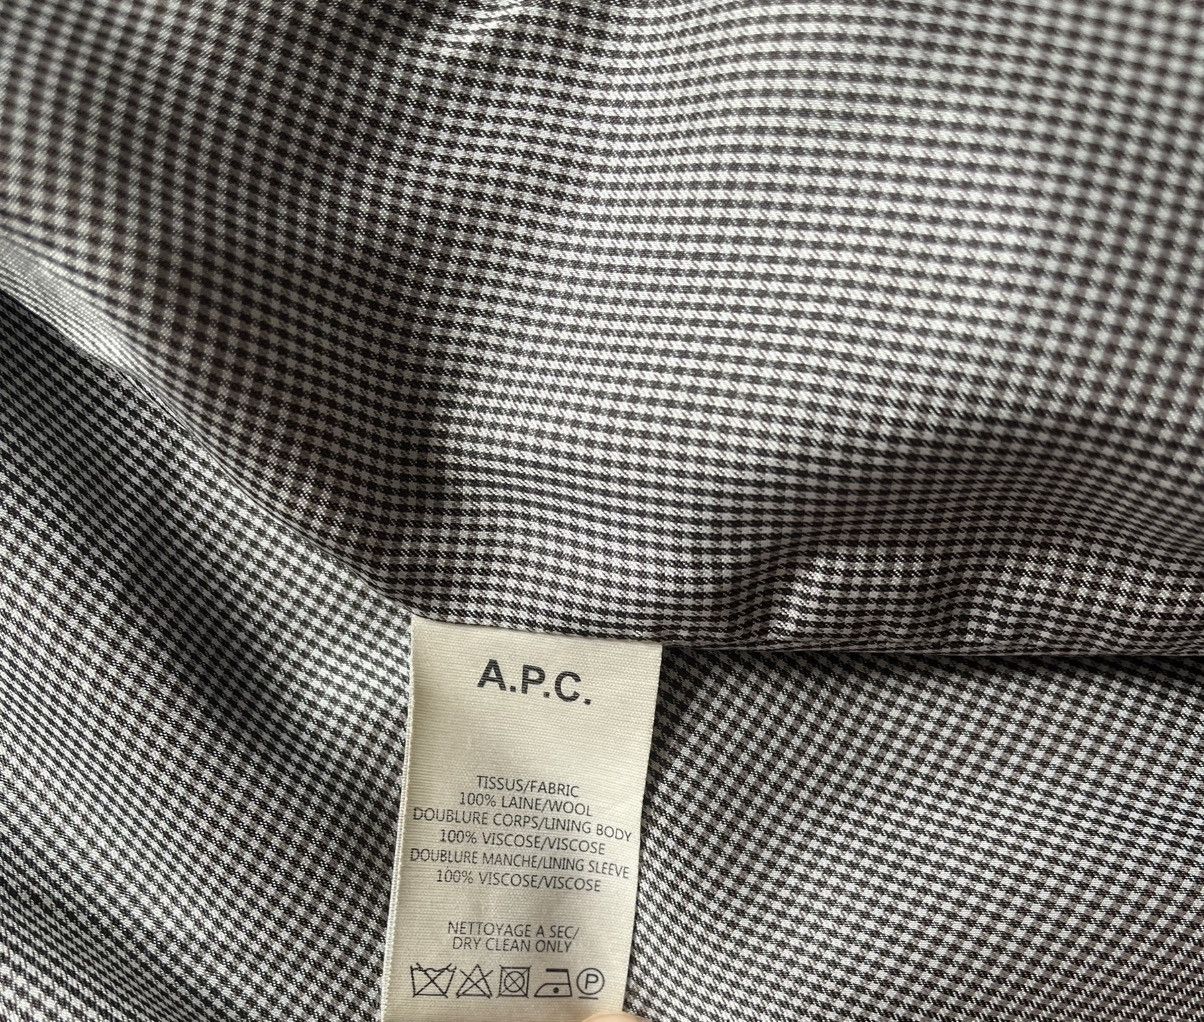 A.P.C.
TISSUS/FABRIC
100% LAINE/WOOL
DOUBLURE CORPS/LINING BODY
100% VISCOSE/VISCOSE
DOUBLURE MANCHE/LINING SLEEVE
100% VISCOSE/VISCOSE
NETTOYAGE A SEC/
DRY CLEAN ONLY
P